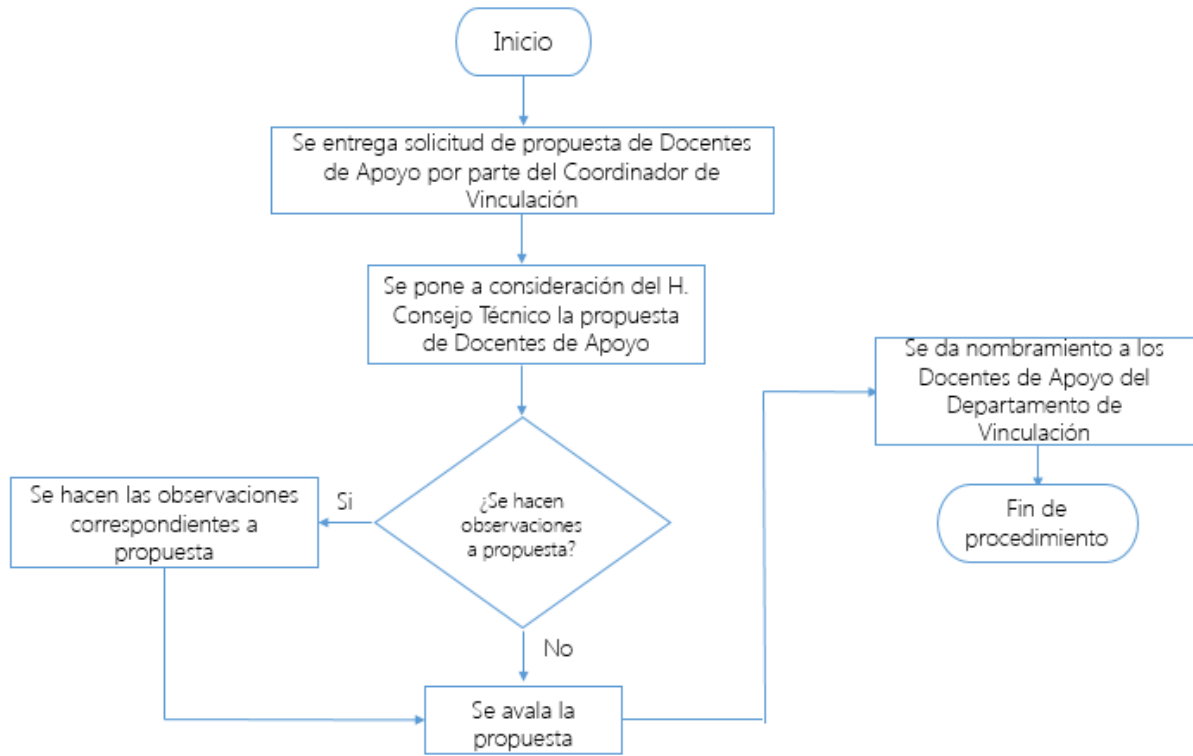 Inicio
Se entrega solicitud de propuesta de Docentes
de Apoyo por parte del Coordinador de
Vinculación
Se pone a consideración del H.
Consejo Técnico la propuesta
de Docentes de Apoyo
¿Se hacen
observaciones
a propuesta?
Si
Se hacen las observaciones
correspondientes a
propuesta
No
Se avala la
propuesta
Se da nombramiento a los
Docentes de Apoyo del
Departamento de
Vinculación
Fin de
procedimiento